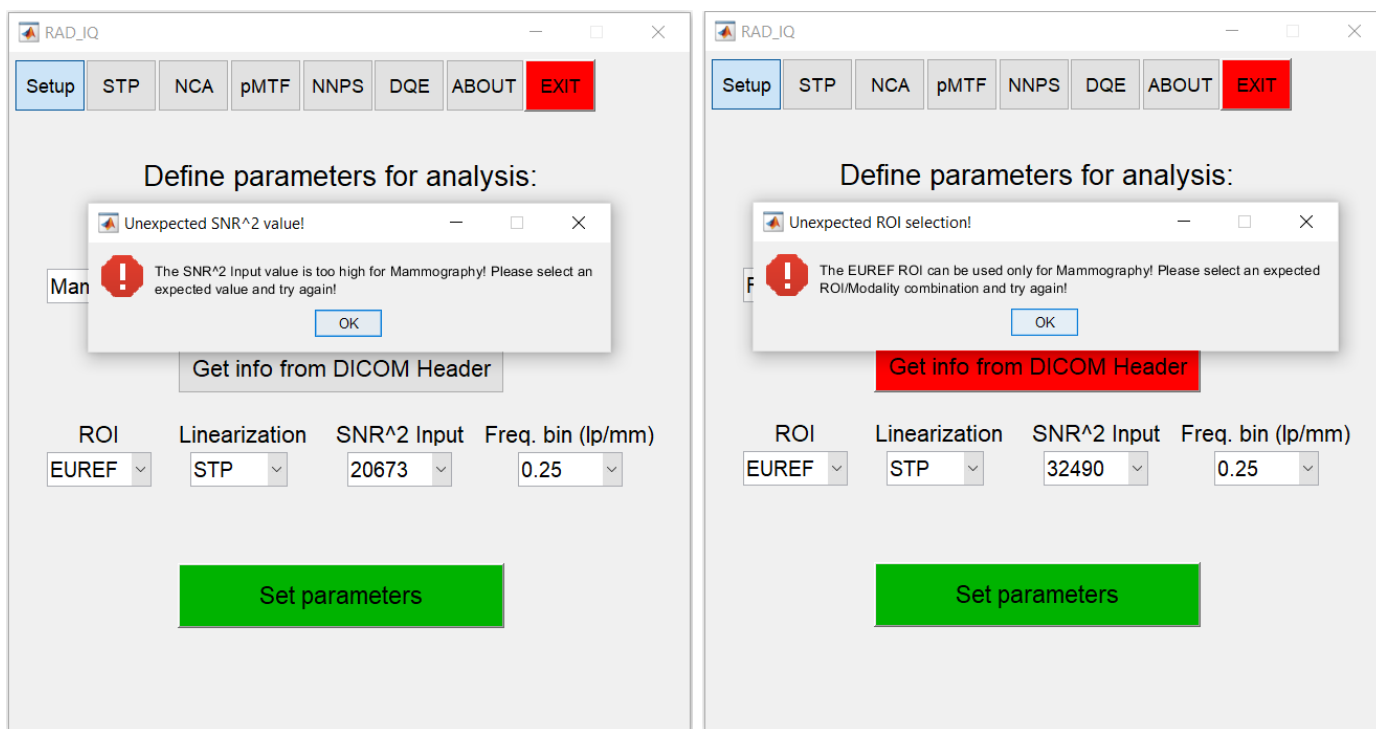 RAD_IQ
Setup STP NCA pMTF NNPS DQE ABOUT EXIT
Define parameters for analysis:
Unexpected SNR^2 value!
The SNR^2 Input value is too high for Mammography! Please select an
expected value and try again!
OK
Get info from DICOM Header
ROI Linearization SNR^2 Input Freq. bin (lp/mm)
EUREF STP 20673 0.25
Set parameters
RAD_IQ
Setup STP NCA pMTF NNPS DQE ABOUT EXIT
Define parameters for analysis:
Unexpected ROI selection!
The EUREF ROI can be used only for Mammography! Please select an expected
ROI/Modality combination and try again!
OK
Get info from DICOM Header
ROI Linearization SNR^2 Input Freq. bin (lp/mm)
EUREF STP 32490 0.25
Set parameters